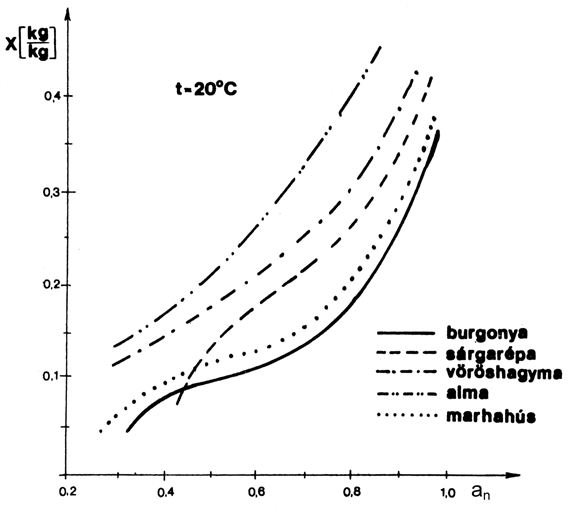 X[kg/kg]
t=20°C
0,4
0,3
0.2
0.1
burgonya
sárgarépa
vöröshagyma
alma
marhahús
0.2 0.4 0,6 0,8 1,0 an